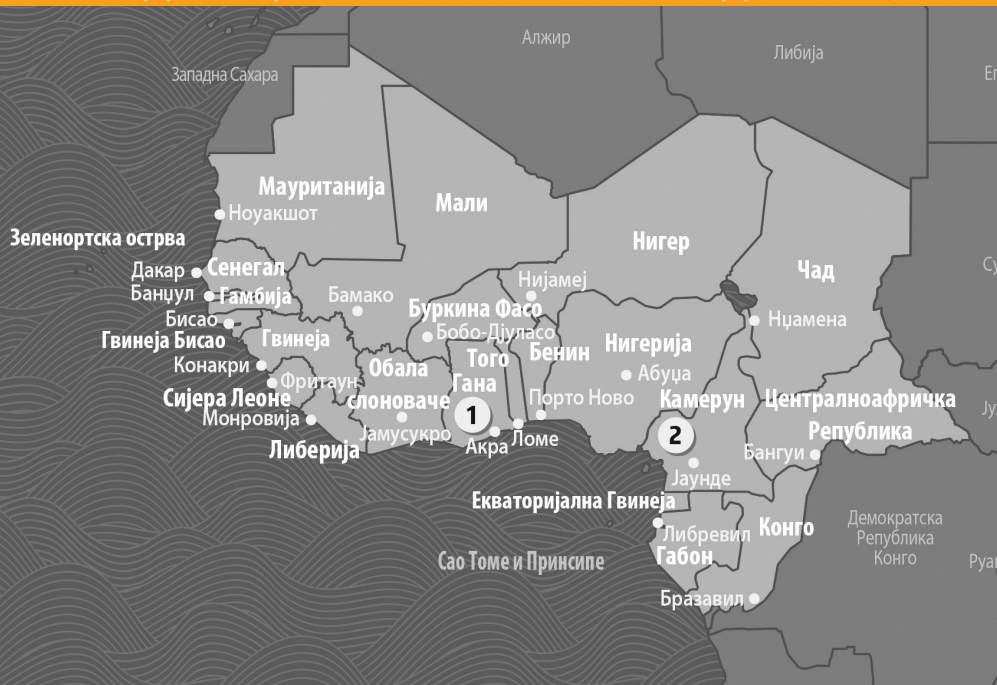 Алжир
Либија
Западна Сахара
Мауританија
Мали
Ноуакшот
Нигер
Зеленортска острва
Чад
Дакар
Сенегал
Банџул
Гамбија
Нијамеј
Бамако
Буркина Фасо
Бисао
Нџамена
Бобо-Дјуласо
Гвинеја Бисао
Гвинеја
Нигерија
Бенин
Того
Конакри
Обала
слоноваче
Гана
Абуџа
Фритаун
Сијера Леоне
Порто Ново
Камерун
Централноафричка
Република
Монровија
1
2
Јамусукро
Акра
Ломе
Либерија
Бангуи
Јаунде
Екваторијална Гвинеја
Либревил
Габон
Конго
Демократска
Република
Конго
Сао Томе и Принсипе
Бразавил